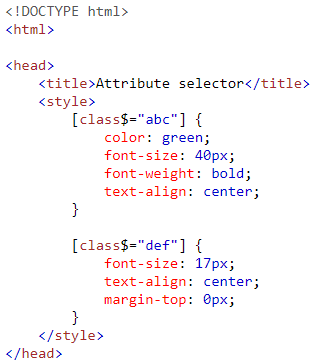 <!DOCTYPE html>
<html>
<head>
<title>Attribute selector</title>
<style>
[class$="abc"] {
color: green;
font-size: 40px;
font-weight: bold;
text-align: center;
}
[class$="def"] {
font-size: 17px;
text-align: center;
margin-top: 0px;
}
</style>
</head>